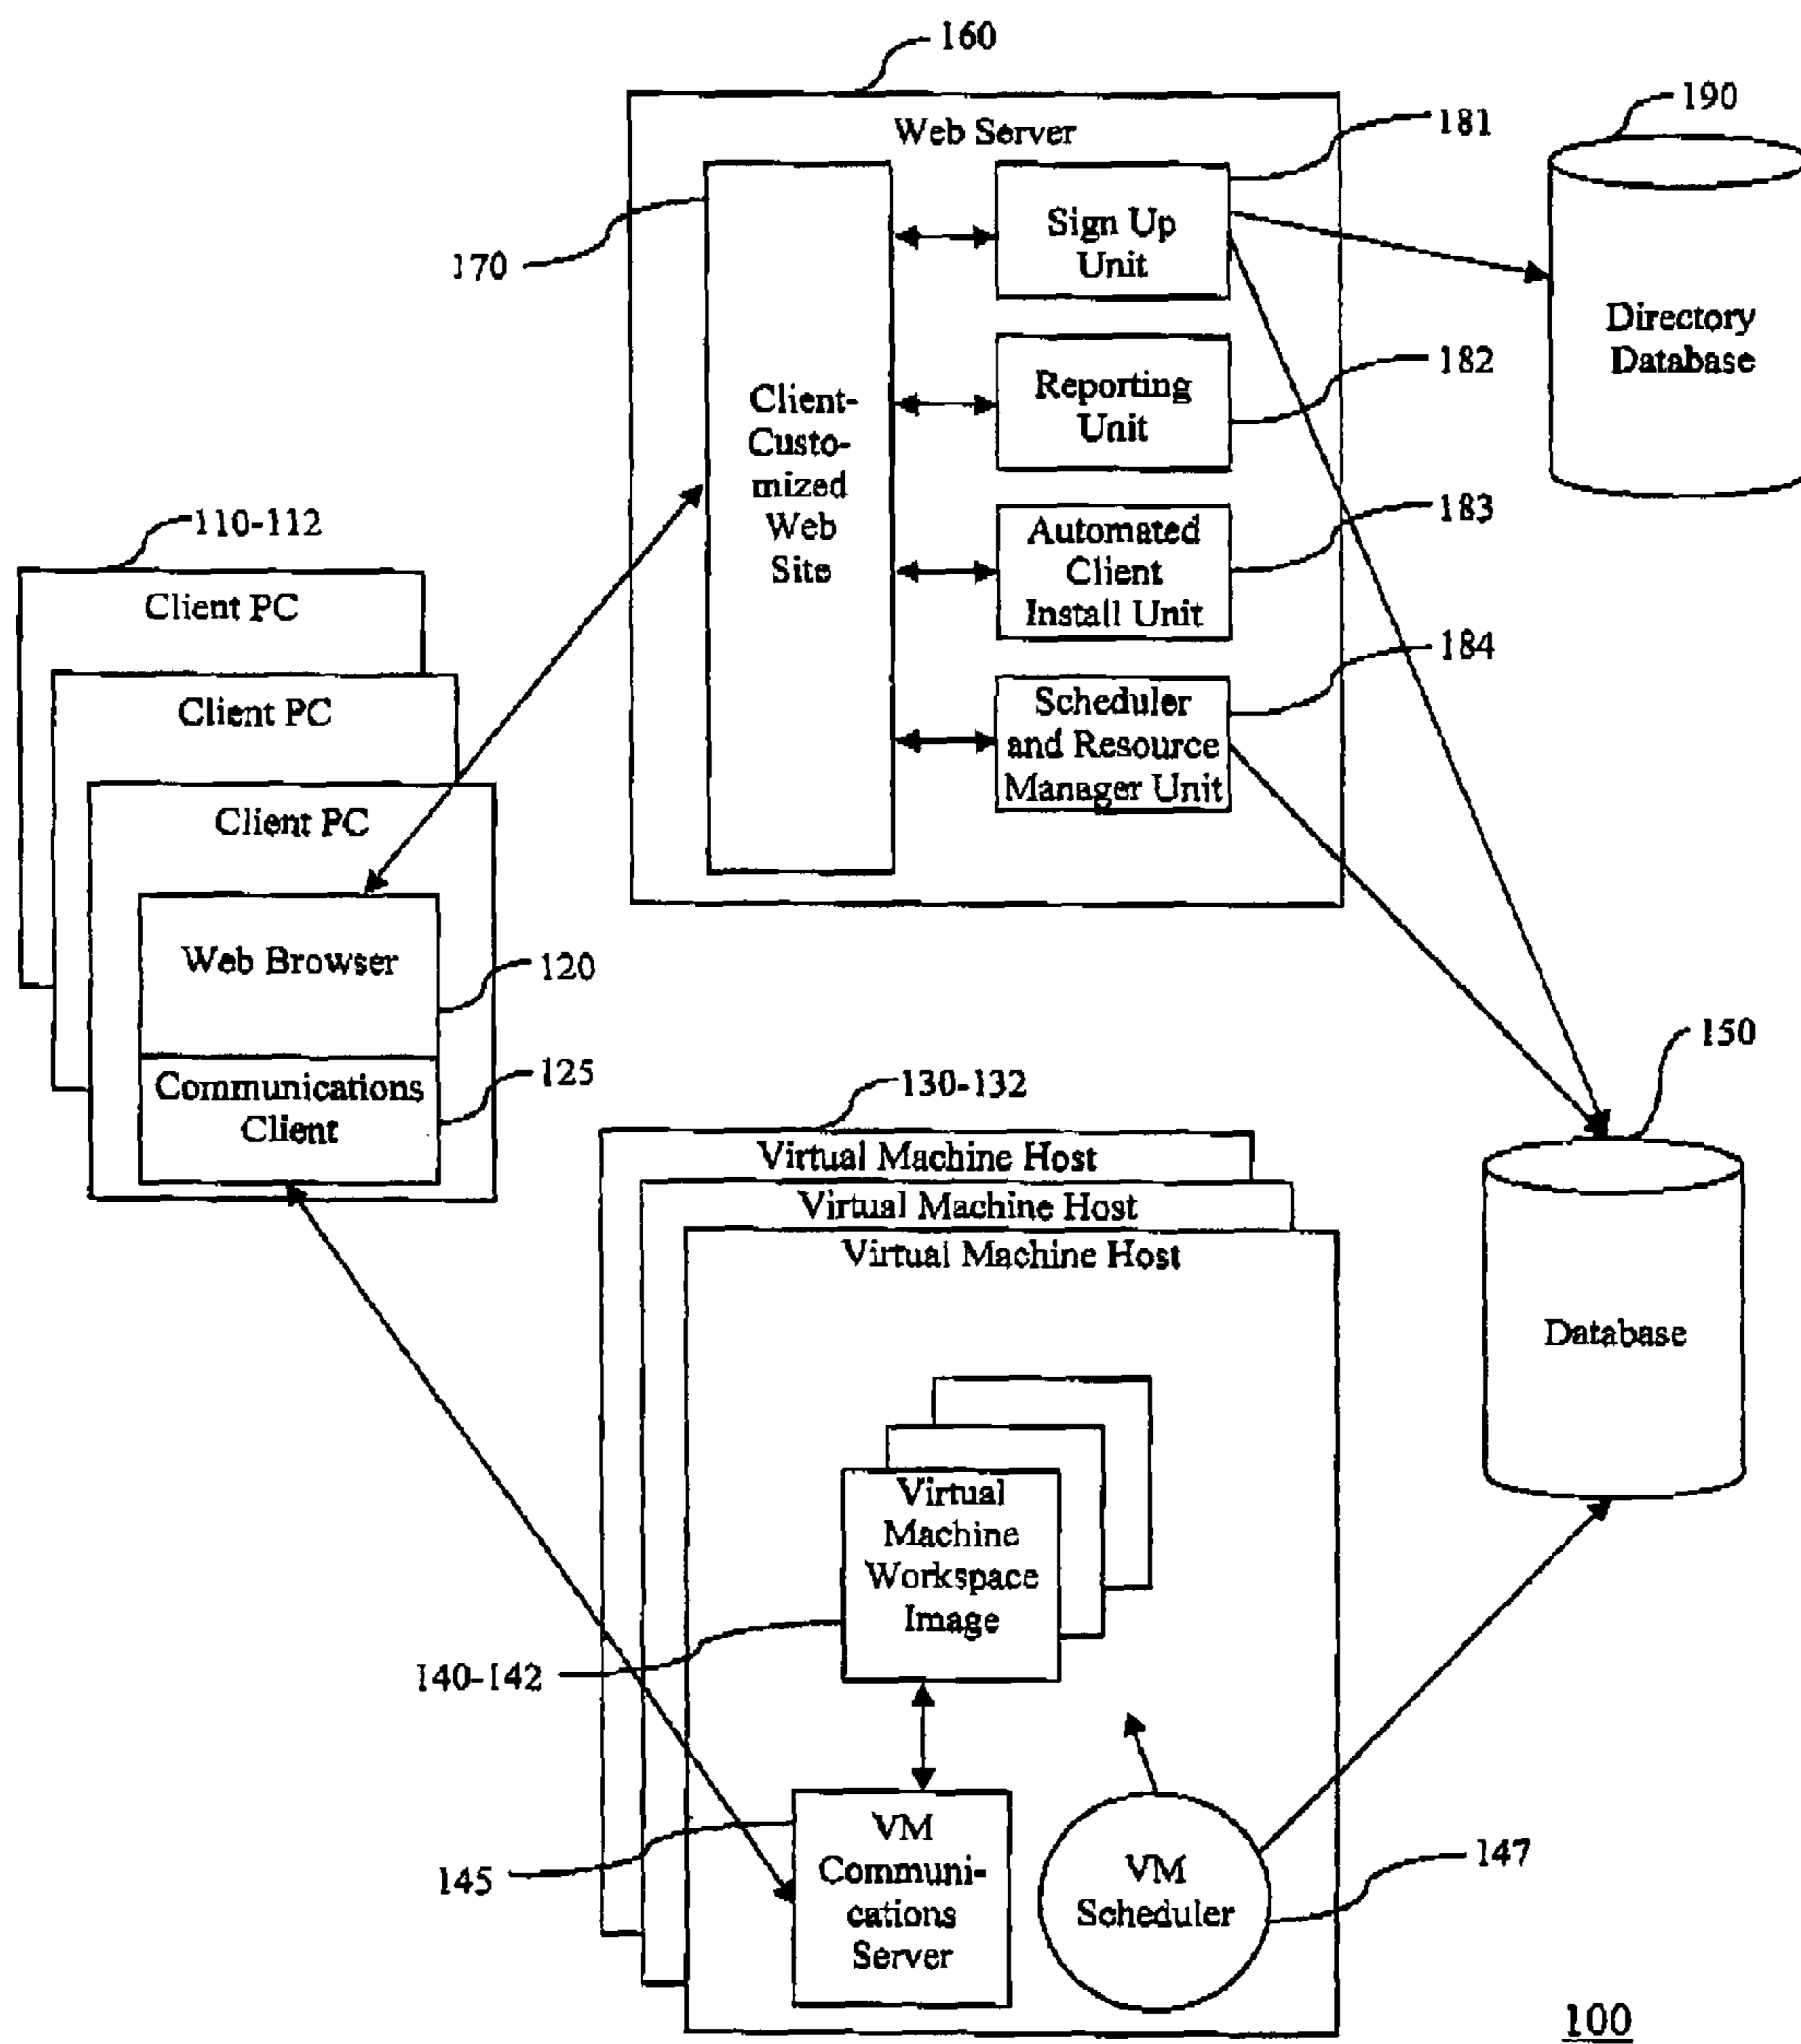 160
Web Server
181
190
Sign Up
Unit
170
Directory
Database
182
Reporting
Unit
Client-
Custo-
mized
Web
Site
183
Automated
Client
Install Unit
110-112
Client PC
184
Scheduler
and Resource
Manager Unit
Client PC
Client PC
Web Browser
120
Communications
Client
125
150
130-132
Virtual Machine Host
Virtual Machine Host
Virtual Machine Host
Database
Virtual
Machine
Workspace
Image
140-142
VM
Communi-
cations
Server
145
VM
Scheduler
147
100